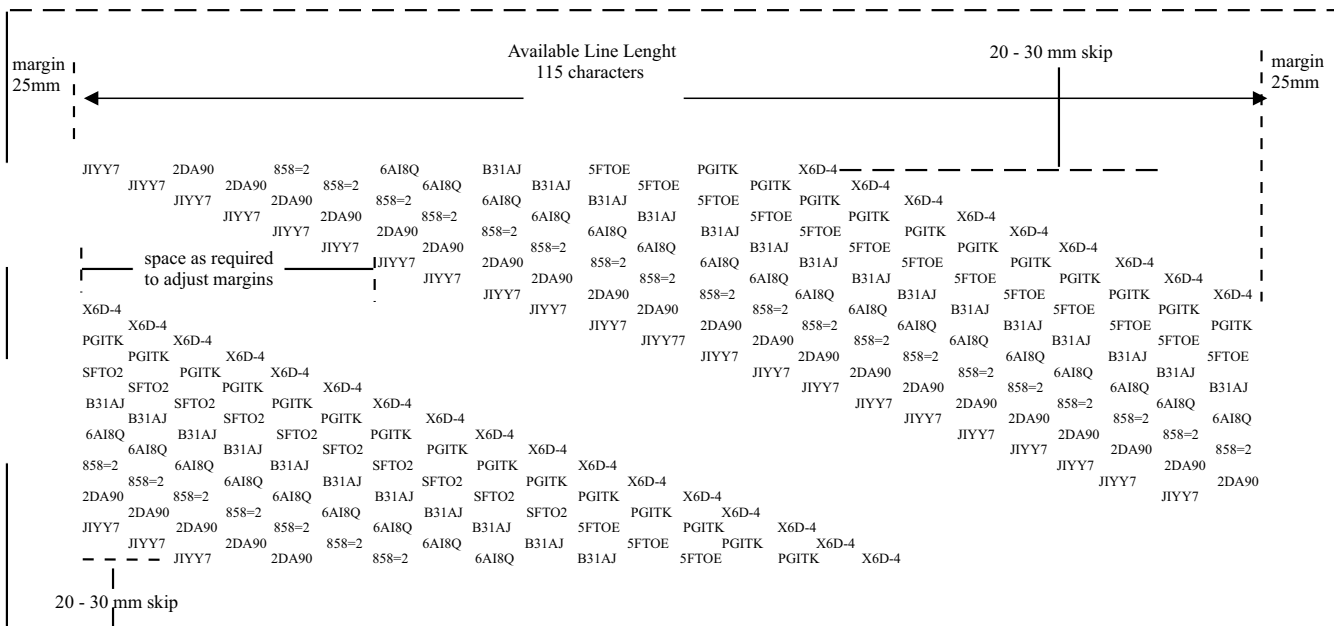 Available Line Lenght 20 - 30 mm skip
margin margin
115 characters
25mm 25mm
JIYY7 2DA90 858=2 6AI8Q B31AJ 5FTOE PGITK X6D-4
JIYY7 2DA90 858=2 6AI8Q B31AJ 5FTOE PGITK X6D-4
JIYY7 2DA90 858=2 6AI8Q B31AJ 5FTOE PGITK X6D-4
JIYY7 2DA90 858=2 6AI8Q B31AJ 5FTOE PGITK X6D-4
JIYY7 2DA90 858=2 6AI8Q B31AJ 5FTOE PGITK X6D-4
JIYY7 2DA90 858=2 6AI8Q B31AJ 5FTOE PGITK X6D-4
space as required JIYY7 2DA90 858=2 6AI8Q B31AJ 5FTOE PGITK X6D-4
to adjust margins JIYY7 2DA90 858=2 6AI8Q B31AJ 5FTOE PGITK X6D-4
JIYY7 2DA90 858=2 6AI8Q B31AJ 5FTOE PGITK X6D-4
X6D-4 JIYY7 2DA90 858=2 6AI8Q B31AJ 5FTOE PGITK
X6D-4 JIYY7 2DA90 858=2 6AI8Q B31AJ 5FTOE PGITK
PGITK X6D-4 JIYY77 2DA90 858=2 6AI8Q B31AJ 5FTOE
PGITK X6D-4 JIYY7 2DA90 858=2 6AI8Q B31AJ 5FTOE
SFTO2 PGITK X6D-4 JIYY7 2DA90 858=2 6AI8Q B31AJ
SFTO2 PGITK X6D-4 JIYY7 2DA90 858=2 6AI8Q B31AJ
B31AJ SFTO2 PGITK X6D-4 JIYY7 2DA90 858=2 6AI8Q
B31AJ SFTO2 PGITK X6D-4 JIYY7 2DA90 858=2 6AI8Q
6AI8Q B31AJ SFTO2 PGITK X6D-4 JIYY7 2DA90 858=2
6AI8Q B31AJ SFTO2 PGITK X6D-4 JIYY7 2DA90 858=2
858=2 6AI8Q B31AJ SFTO2 PGITK X6D-4 JIYY7 2DA90
858=2 6AI8Q B31AJ SFTO2 PGITK X6D-4 JIYY7 2DA90
2DA90 858=2 6AI8Q B31AJ SFTO2 PGITK X6D-4 JIYY7
2DA90 858=2 6AI8Q B31AJ SFTO2 PGITK X6D-4
JIYY7 2DA90 858=2 6AI8Q B31AJ 5FTOE PGITK X6D-4
JIYY7 2DA90 858=2 6AI8Q B31AJ 5FTOE PGITK X6D-4
JIYY7 2DA90 858=2 6AI8Q B31AJ 5FTOE PGITK X6D-4
20 - 30 mm skip